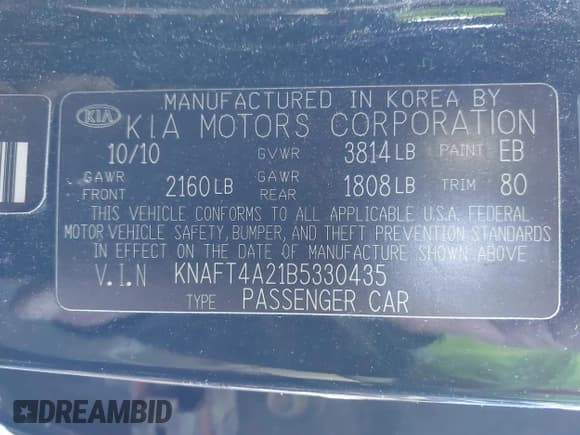 MANUFACTURED IN KOREA BY
KIA KIA MOTORS CORPORATION
10/10 GVWR 3814 LB PAINT EB
GAWR FRONT 2160 LB GAWR REAR 1808 LB TRIM 80
THIS VEHICLE CONFORMS TO ALL APPLICABLE U.S.A. FEDERAL
MOTOR VEHICLE SAFETY, BUMPER, AND THEFT PREVENTION STANDARDS
IN EFFECT ON THE DATE OF MANUFACTURE SHOWN ABOVE.
V.I.N KNAFT4A21B5330435
TYPE PASSENGER CAR
DREAMBID